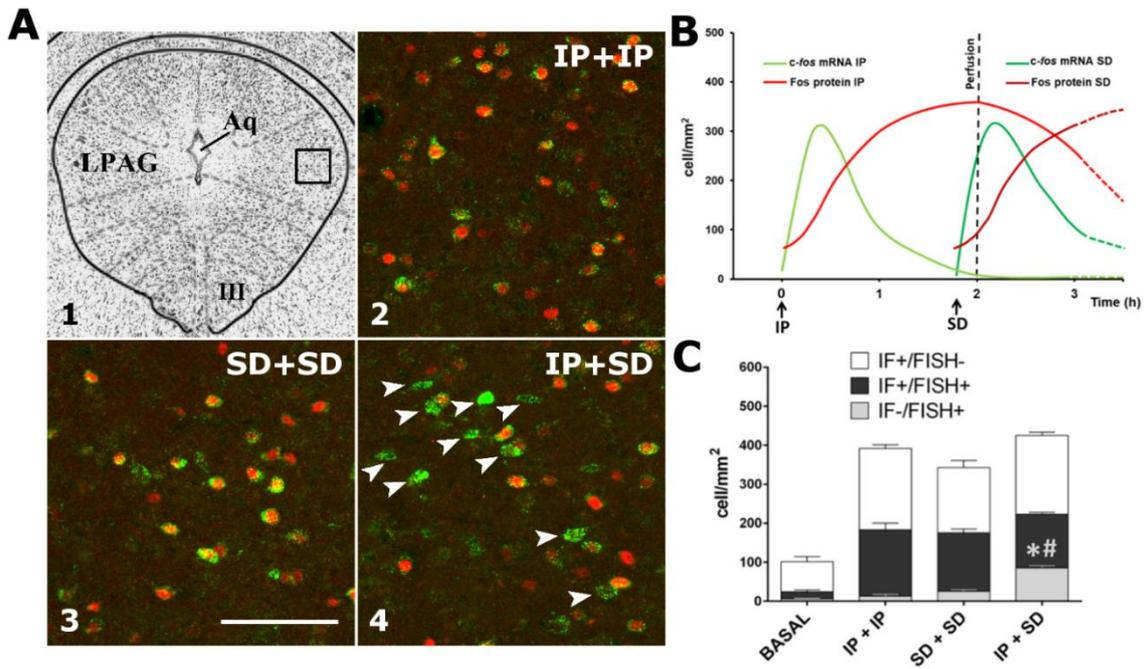 A
LPAG
Aq
III
1
IP+IP
2
SD+SD
3
IP+SD
4
B
500
400
300
200
100
0
cell/mm²
c-fos mRNA IP
Fos protein IP
Perfusion
c-fos mRNA SD
Fos protein SD
0
1
2
3
Time (h)
IP
SD
C
600
500
400
300
200
100
0
cell/mm²
IF+/FISH-
IF+/FISH+
IF-/FISH+
*#
BASAL
IP + IP
SD + SD
IP + SD